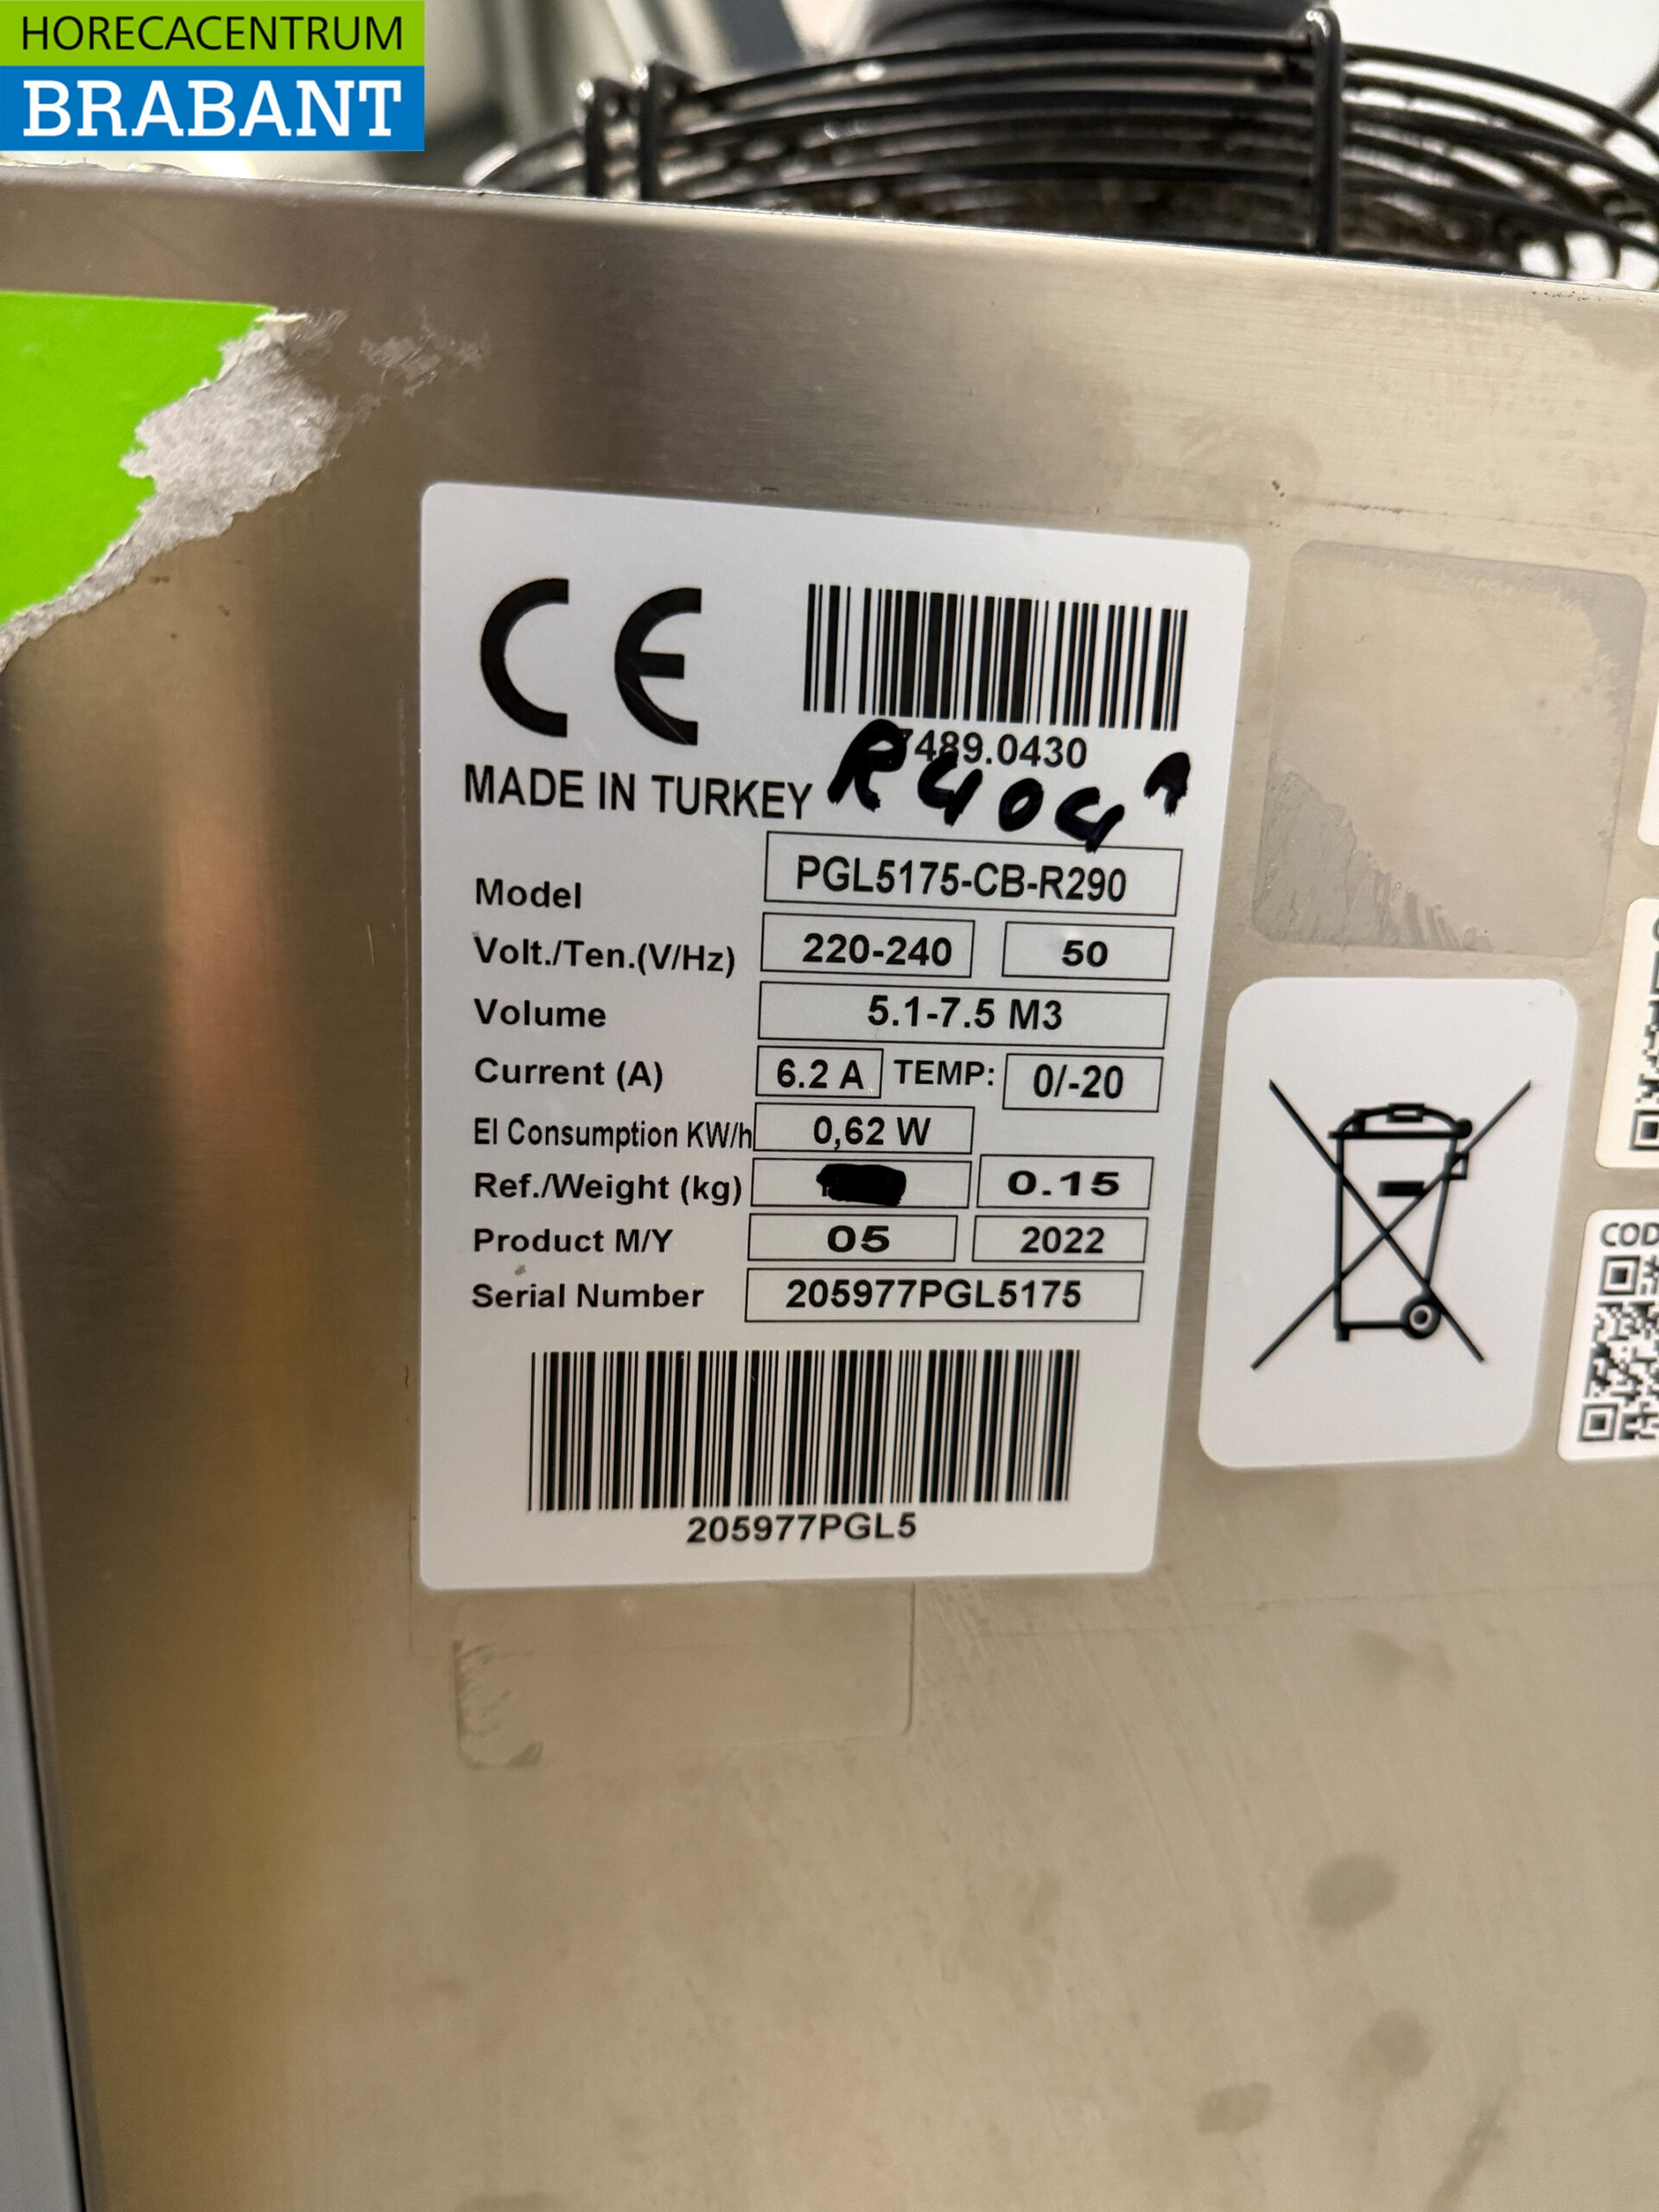 HORECACENTRUM
BRABANT
CE
7489.0430
MADE IN TURKEY R404A
Model PGL5175-CB-R290
Volt./Ten.(V/Hz) 220-240 50
Volume 5.1-7.5 M3
Current (A) 6.2 A TEMP: 0/-20
El Consumption KW/h 0,62 W
Ref./Weight (kg) 0.15
Product M/Y 05 2022
Serial Number 205977PGL5175
205977PGL5
COD